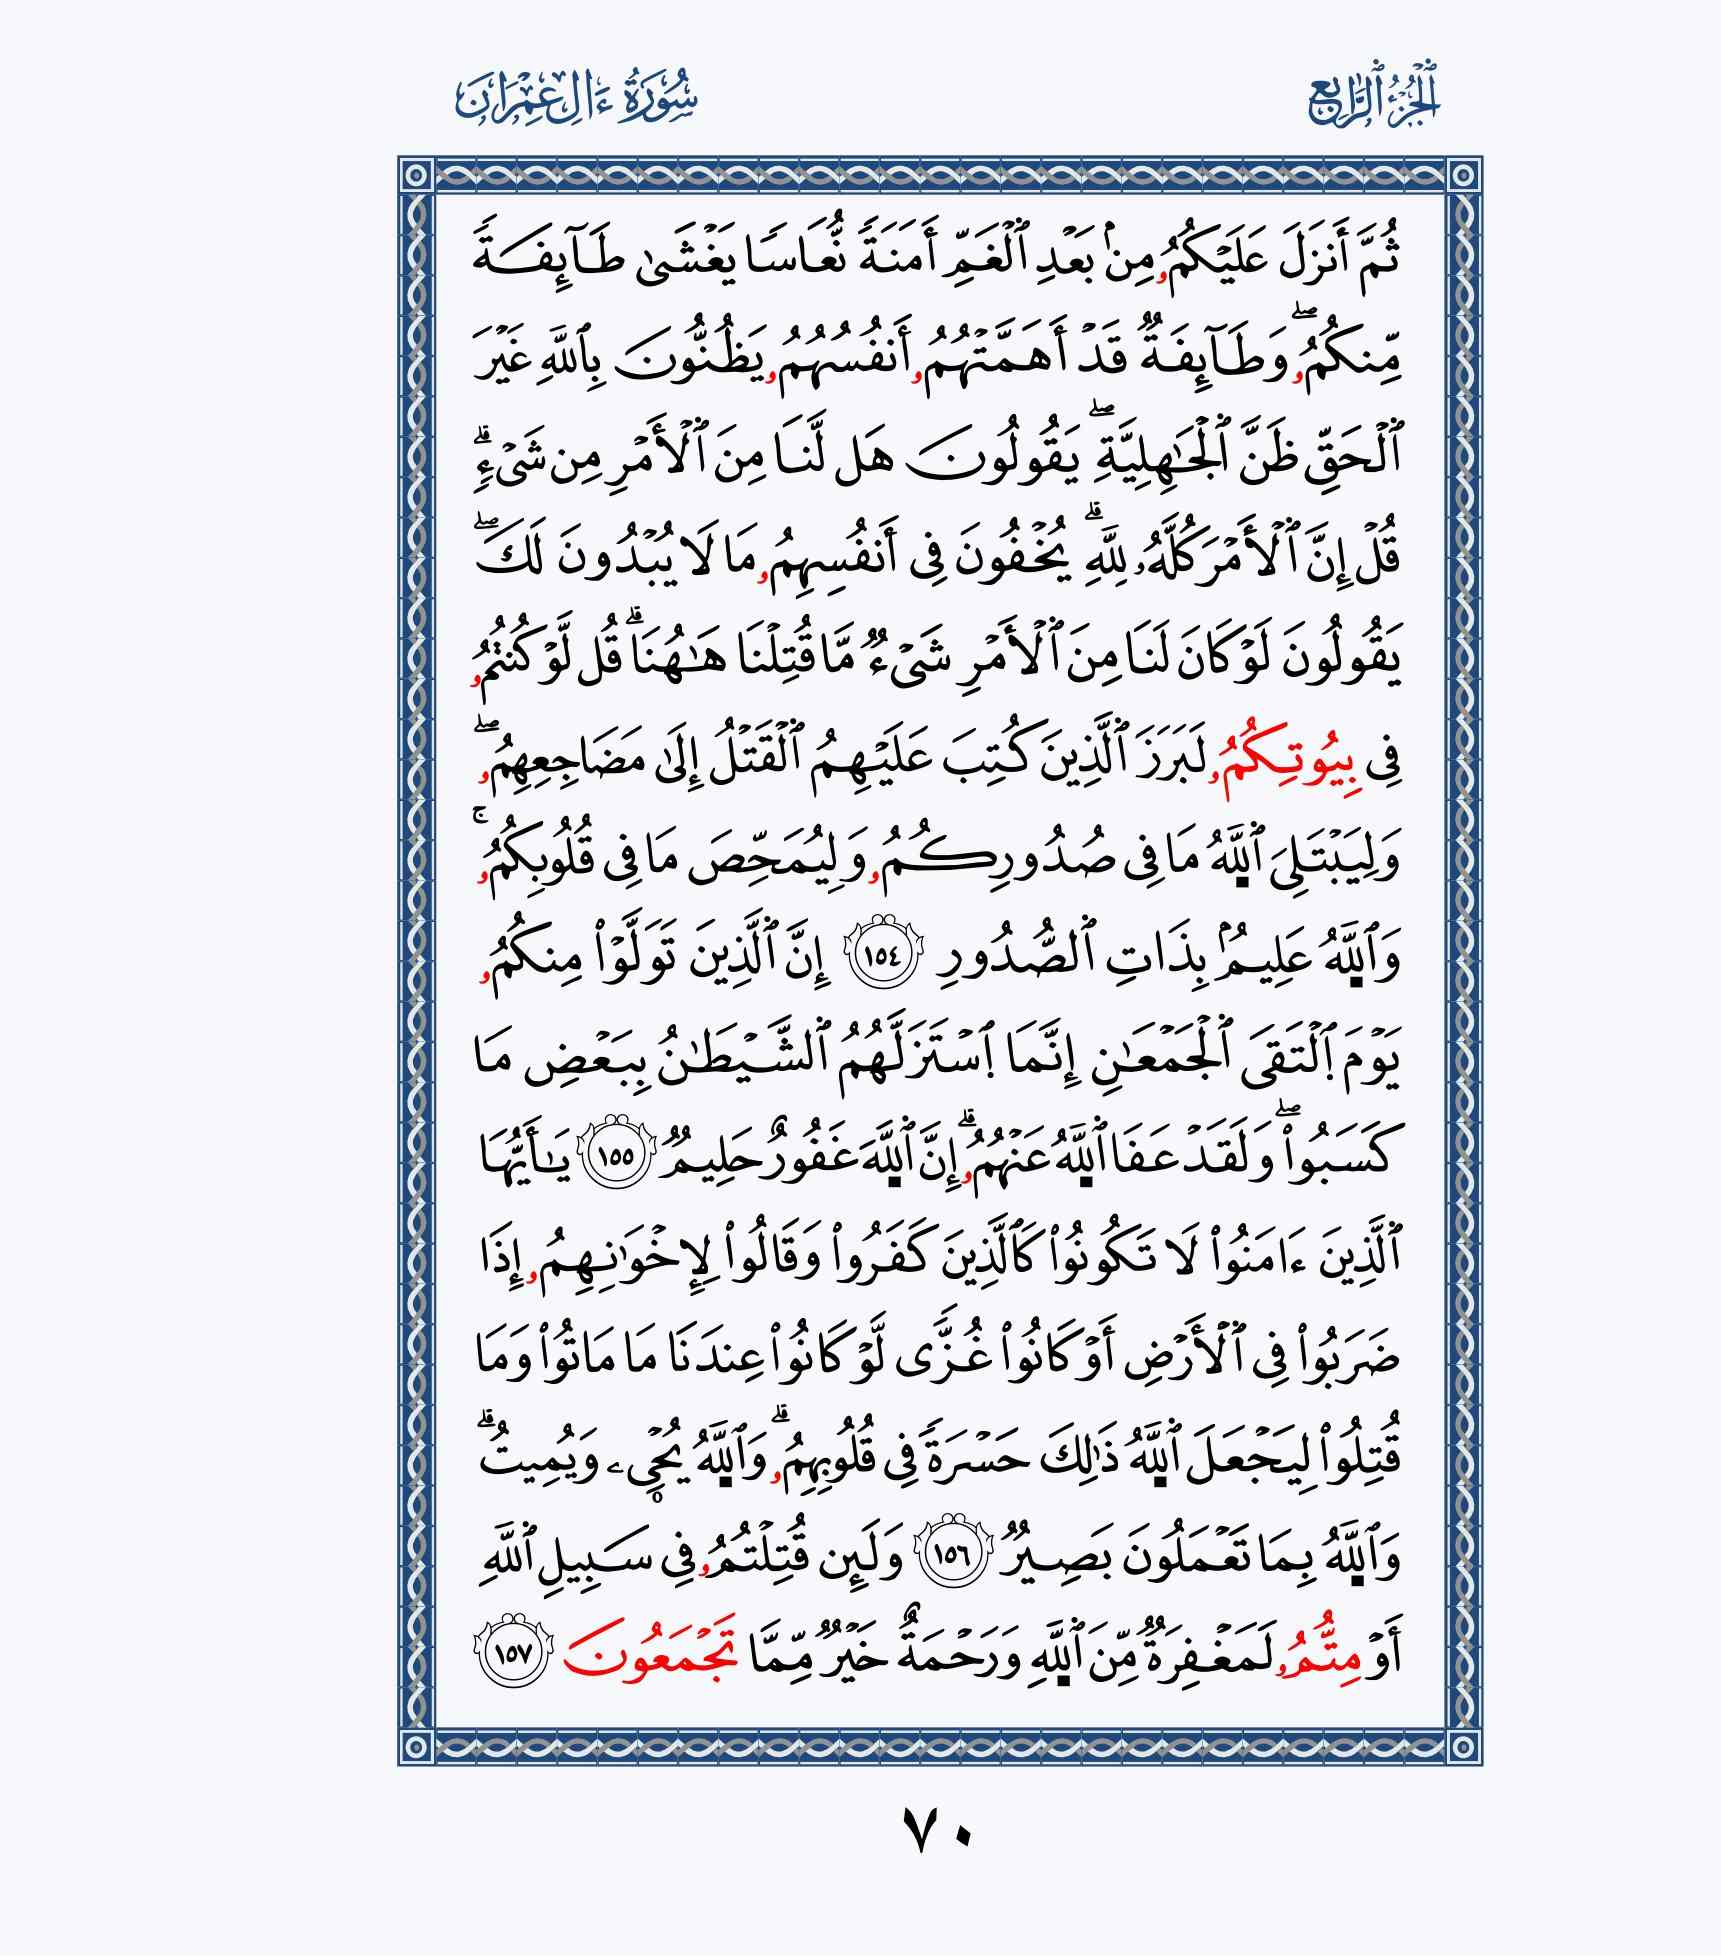 ٱلْجُزْءُ ٱلرَّابِعُ
سُورَةُ ءَالِ عِمْرَان
ثُمَّ أَنزَلَ عَلَيْكُمُۥ مِنۢ بَعْدِ ٱلْغَمِّ أَمَنَةً نُّعَاسًا يَغْشَىٰ طَآئِفَةً
مِّنكُمُۥۖ وَطَآئِفَةٌ قَدْ أَهَمَّتْهُمُۥ أَنفُسُهُمُۥ يَظُنُّونَ بِٱللَّهِ غَيْرَ
ٱلْحَقِّ ظَنَّ ٱلْجَٰهِلِيَّةِۖ يَقُولُونَ هَل لَّنَا مِنَ ٱلْأَمْرِ مِن شَىْءٍۗ
قُلْ إِنَّ ٱلْأَمْرَ كُلَّهُۥ لِلَّهِۗ يُخْفُونَ فِى أَنفُسِهِمُۥ مَا لَا يُبْدُونَ لَكَۖ
يَقُولُونَ لَوْ كَانَ لَنَا مِنَ ٱلْأَمْرِ شَىْءٌ مَّا قُتِلْنَا هَٰهُنَاۗ قُل لَّوْ كُنتُمُۥ
فِى بِيُوتِكُمُۥ لَبَرَزَ ٱلَّذِينَ كُتِبَ عَلَيْهِمُ ٱلْقَتْلُ إِلَىٰ مَضَاجِعِهِمُۥۖ
وَلِيَبْتَلِىَ ٱللَّهُ مَا فِى صُدُورِكُمُۥ وَلِيُمَحِّصَ مَا فِى قُلُوبِكُمُۥۚ
وَٱللَّهُ عَلِيمُۢ بِذَاتِ ٱلصُّدُورِ ١٥٤ إِنَّ ٱلَّذِينَ تَوَلَّوْا۟ مِنكُمُۥ
يَوْمَ ٱلْتَقَى ٱلْجَمْعَٰنِ إِنَّمَا ٱسْتَزَلَّهُمُ ٱلشَّيْطَٰنُ بِبَعْضِ مَا
كَسَبُوا۟ۖ وَلَقَدْ عَفَا ٱللَّهُ عَنْهُمُۥۗ إِنَّ ٱللَّهَ غَفُورٌ حَلِيمٌ ١٥٥ يَٰٓأَيُّهَا
ٱلَّذِينَ ءَامَنُوا۟ لَا تَكُونُوا۟ كَٱلَّذِينَ كَفَرُوا۟ وَقَالُوا۟ لِإِخْوَٰنِهِمُۥ إِذَا
ضَرَبُوا۟ فِى ٱلْأَرْضِ أَوْ كَانُوا۟ غُزًّى لَّوْ كَانُوا۟ عِندَنَا مَا مَاتُوا۟ وَمَا
قُتِلُوا۟ لِيَجْعَلَ ٱللَّهُ ذَٰلِكَ حَسْرَةً فِى قُلُوبِهِمُۥۗ وَٱللَّهُ يُحْىِۦ وَيُمِيتُۗ
وَٱللَّهُ بِمَا تَعْمَلُونَ بَصِيرٌ ١٥٦ وَلَئِن قُتِلْتُمُۥ فِى سَبِيلِ ٱللَّهِ
أَوْ مِتُّمُۥ لَمَغْفِرَةٌ مِّنَ ٱللَّهِ وَرَحْمَةٌ خَيْرٌ مِّمَّا تَجْمَعُونَ ١٥٧
٧٠